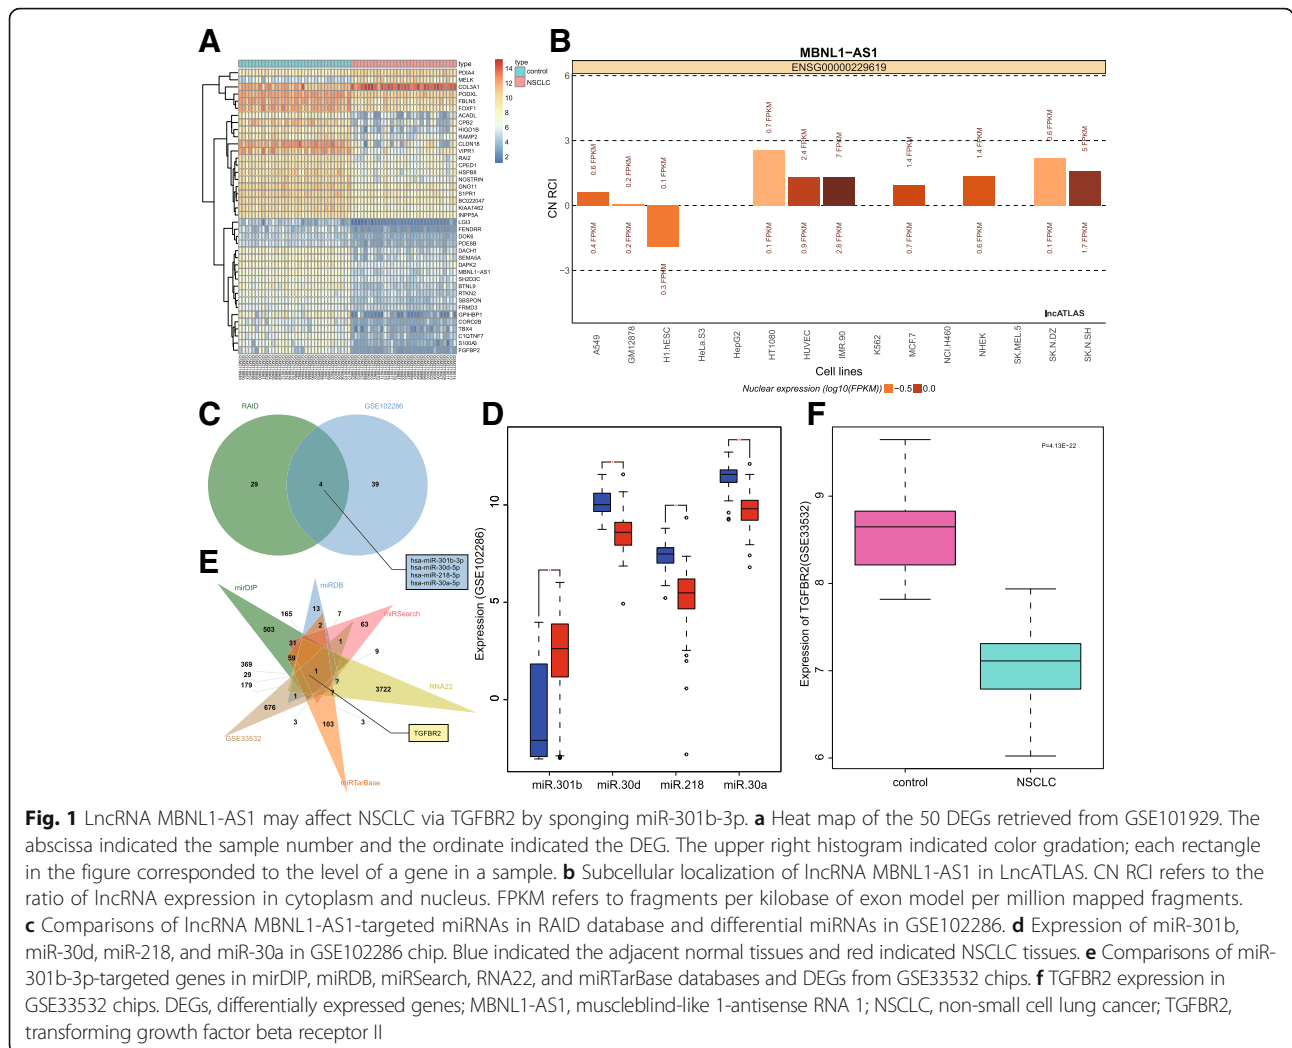 A
type
PDIA4
MELK
COL3A1
PODXL
FBLN5
FOXF1
ACADL
CPB2
HIGD1B
RAMP2
CLDN18
VIPR1
RAI2
CPED1
HSPB8
NOSTRIN
GNG11
S1PR1
BC022047
KIAA1462
INPP5A
LGI3
FENDRR
DOK6
PDE8B
DACH1
SEMA5A
DAPK2
MBNL1−AS1
SH2D3C
BTNL9
RTKN2
SBSPON
FRMD3
GPIHBP1
CORO2B
TBX4
C1QTNF7
S100A3
FGFBP2
14
12
10
8
6
4
2
type
control
NSCLC
B
MBNL1−AS1
ENSG00000229619
CN RCI
6
3
0
−3
0.6 FPKM
0.2 FPKM
0.1 FPKM
0.7 FPKM
2.4 FPKM
7 FPKM
1.4 FPKM
1.4 FPKM
0.6 FPKM
5 FPKM
0.4 FPKM
0.2 FPKM
0.3 FPKM
0.1 FPKM
0.9 FPKM
2.8 FPKM
0.7 FPKM
0.6 FPKM
0.1 FPKM
1.7 FPKM
lncATLAS
A549
GM12878
H1.hESC
HeLa.S3
HepG2
HT1080
HUVEC
IMR.90
K562
MCF.7
NCI.H460
NHEK
SK.MEL.5
SK.N.DZ
SK.N.SH
Cell lines
Nuclear expression (log10(FPKM)) −0.5 0.0
C
RAID
GSE102286
29
4
39
hsa-miR-301b-3p
hsa-miR-30d-5p
hsa-miR-218-5p
hsa-miR-30a-5p
D
Expression (GSE102286)
10
5
0
miR.301b
miR.30d
miR.218
miR.30a
E
mirDIP
miRDB
miRSearch
RNA22
miRTarBase
GSE33532
165
13
7
503
2
63
31
1
9
59
369
29
1
179
?
3722
1
?
676
3
103
3
TGFBR2
F
Expression of TGFBR2(GSE33532)
P=4.13E−22
9
8
7
6
control
NSCLC
Fig. 1 LncRNA MBNL1-AS1 may affect NSCLC via TGFBR2 by sponging miR-301b-3p. a Heat map of the 50 DEGs retrieved from GSE101929. The
abscissa indicated the sample number and the ordinate indicated the DEG. The upper right histogram indicated color gradation; each rectangle
in the figure corresponded to the level of a gene in a sample. b Subcellular localization of lncRNA MBNL1-AS1 in LncATLAS. CN RCI refers to the
ratio of lncRNA expression in cytoplasm and nucleus. FPKM refers to fragments per kilobase of exon model per million mapped fragments.
c Comparisons of lncRNA MBNL1-AS1-targeted miRNAs in RAID database and differential miRNAs in GSE102286. d Expression of miR-301b,
miR-30d, miR-218, and miR-30a in GSE102286 chip. Blue indicated the adjacent normal tissues and red indicated NSCLC tissues. e Comparisons of miR-
301b-3p-targeted genes in mirDIP, miRDB, miRSearch, RNA22, and miRTarBase databases and DEGs from GSE33532 chips. f TGFBR2 expression in
GSE33532 chips. DEGs, differentially expressed genes; MBNL1-AS1, muscleblind-like 1-antisense RNA 1; NSCLC, non-small cell lung cancer; TGFBR2,
transforming growth factor beta receptor II